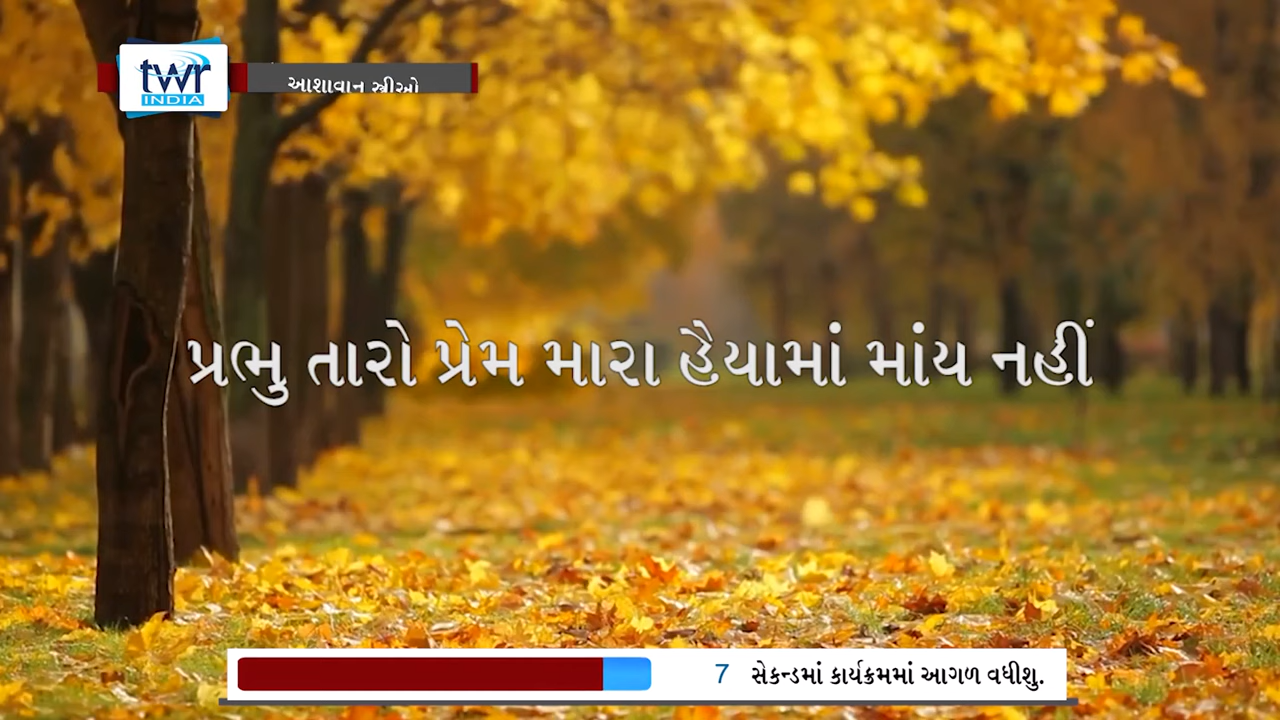 twr
INDIA
આશાવાન સ્ત્રીઓ
પ્રભુ તારો પ્રેમ મારા હૈયામાં માંય નહીં
7 સેકન્ડમાં કાર્યક્રમમાં આગળ વધીશુ.